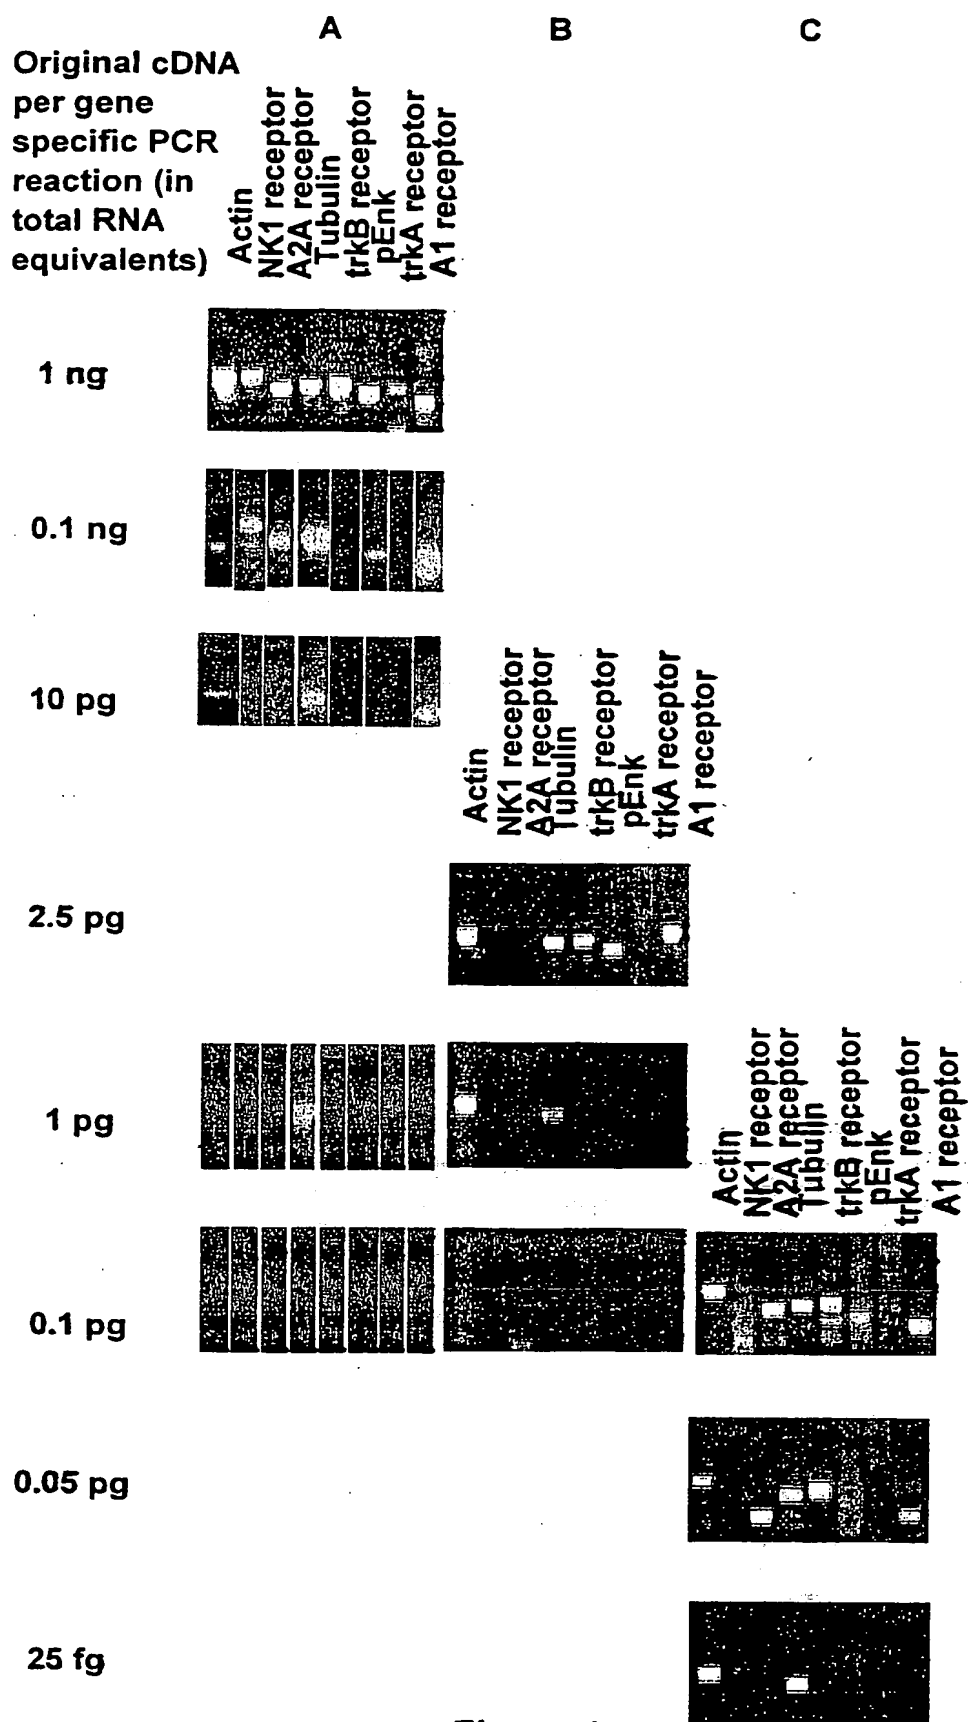 A
B
C
Original cDNA
per gene
specific PCR
reaction (in
total RNA
equivalents)
Actin
NK1 receptor
A2A receptor
Tubulin
trkB receptor
pEnk
trkA receptor
A1 receptor
1 ng
0.1 ng
10 pg
Actin
NK1 receptor
A2A receptor
Tubulin
trkB receptor
pEnk
trkA receptor
A1 receptor
2.5 pg
1 pg
Actin
NK1 receptor
A2A receptor
Tubulin
trkB receptor
pEnk
trkA receptor
A1 receptor
0.1 pg
0.05 pg
25 fg